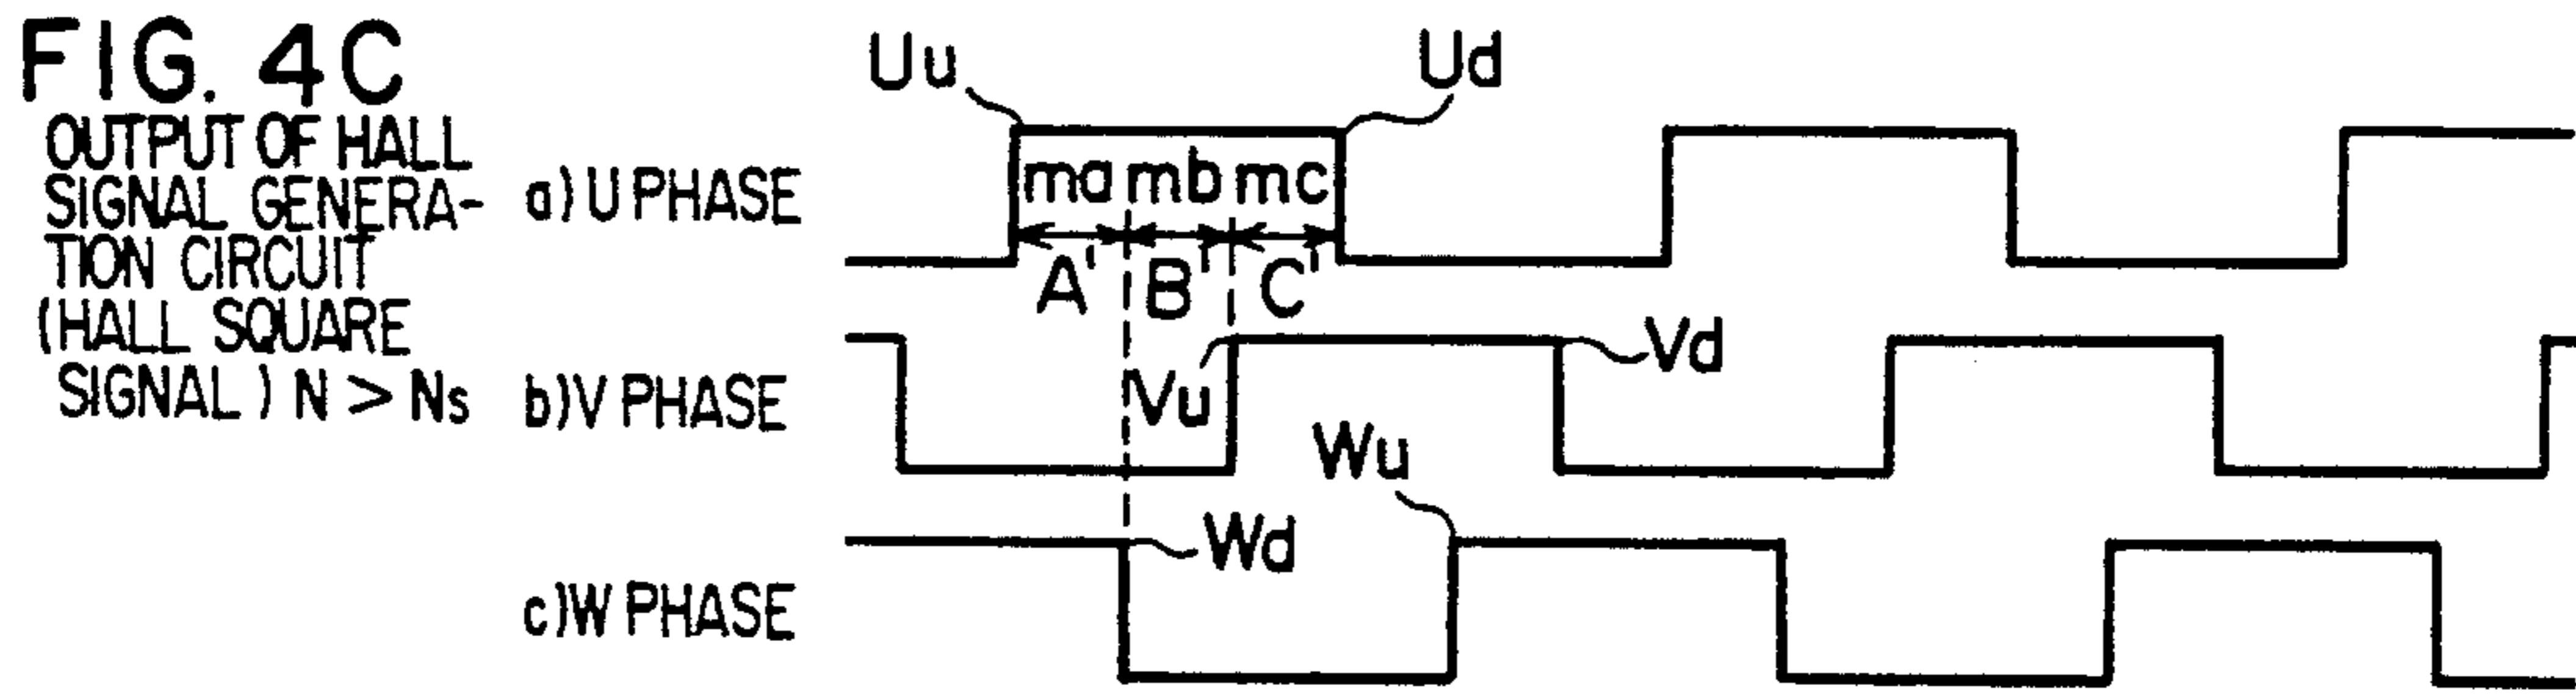 FIG. 4C
OUTPUT OF HALL
SIGNAL GENERA-
TION CIRCUIT
(HALL SQUARE
SIGNAL) N > Ns
Uu
Ud
a) U PHASE
ma mb mc
A' B' C'
b) V PHASE
Vu
Vd
Wu
c) W PHASE
Wd